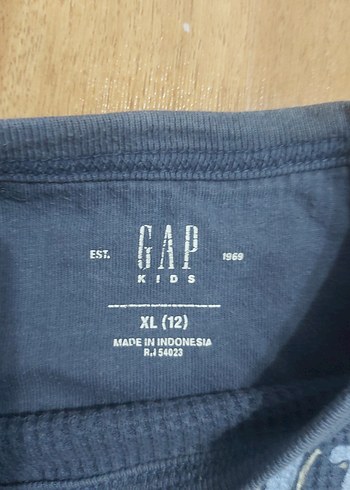 EST. GAP 1969
KIDS
XL (12)
MADE IN INDONESIA
RJ 54023